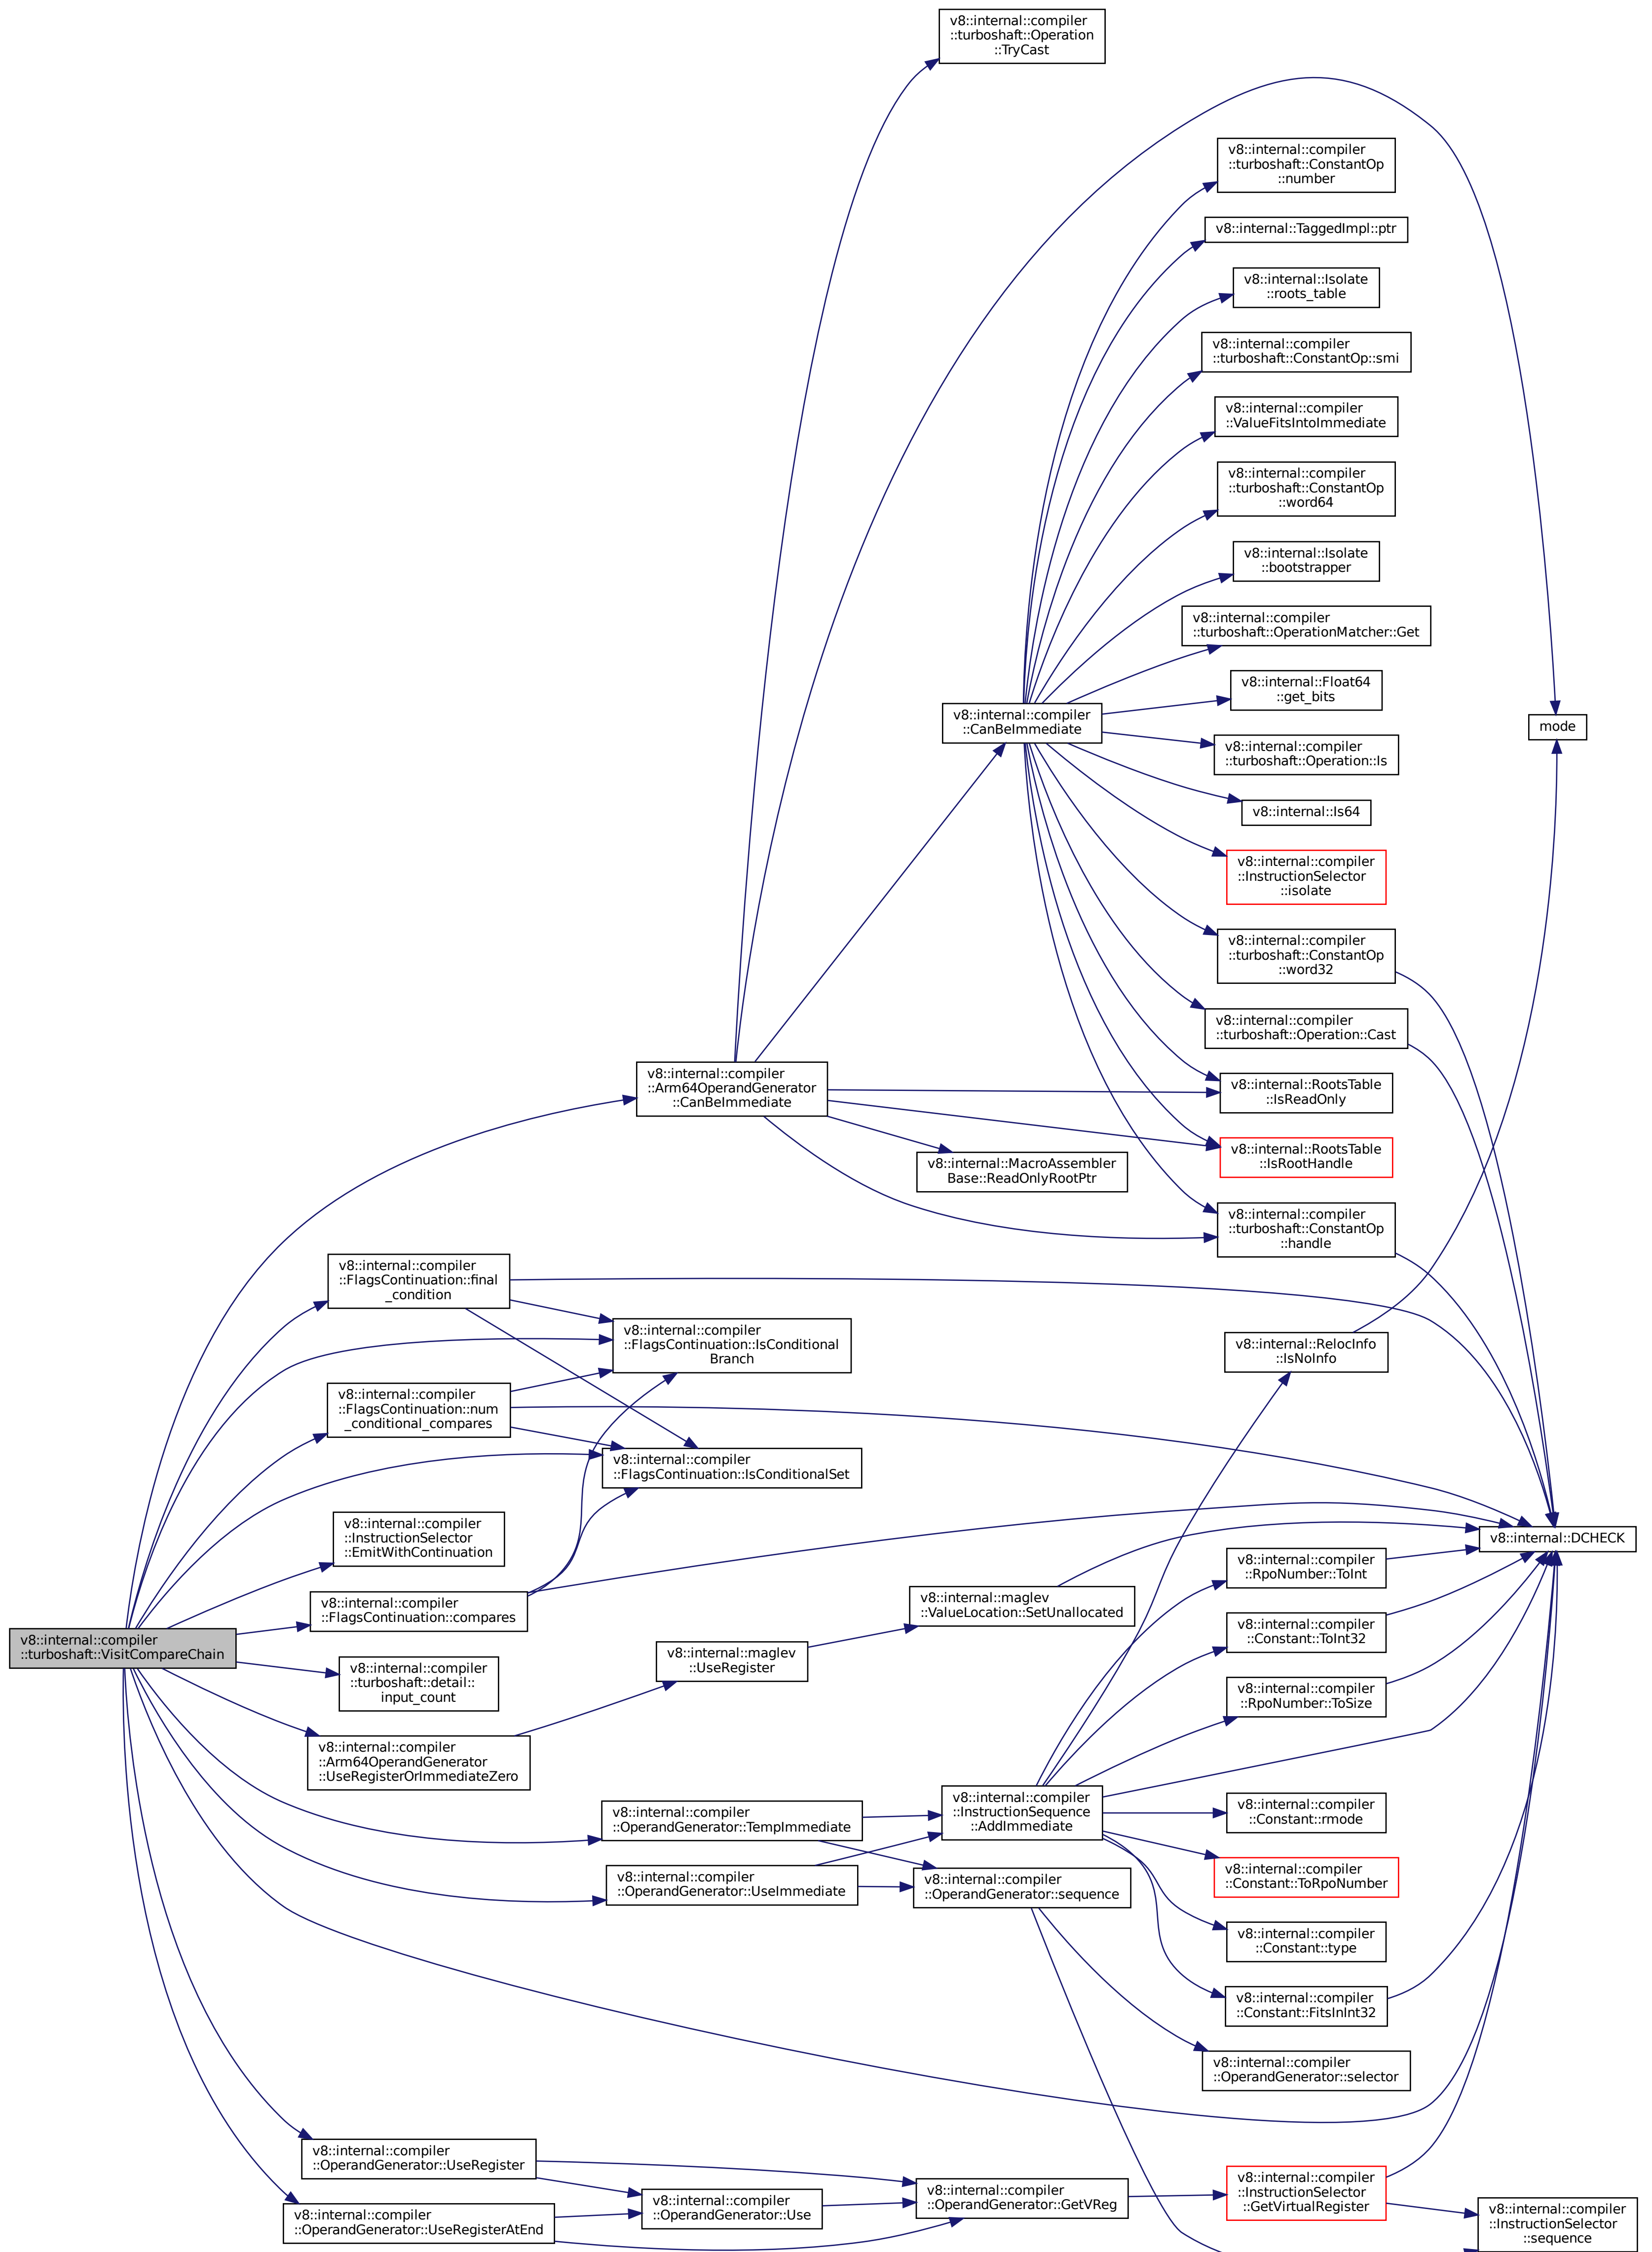 v8::internal::compiler
::turboshaft::Operation
::TryCast
v8::internal::compiler
::turboshaft::ConstantOp
::number
v8::internal::TaggedImpl::ptr
v8::internal::Isolate
::roots_table
v8::internal::compiler
::turboshaft::ConstantOp::smi
v8::internal::compiler
::ValueFitsIntoImmediate
v8::internal::compiler
::turboshaft::ConstantOp
::word64
v8::internal::Isolate
::bootstrapper
v8::internal::compiler
::turboshaft::OperationMatcher::Get
v8::internal::Float64
::get_bits
v8::internal::compiler
::CanBeImmediate
mode
v8::internal::compiler
::turboshaft::Operation::Is
v8::internal::Is64
v8::internal::compiler
::InstructionSelector
::isolate
v8::internal::compiler
::turboshaft::ConstantOp
::word32
v8::internal::compiler
::turboshaft::Operation::Cast
v8::internal::compiler
::Arm64OperandGenerator
::CanBeImmediate
v8::internal::RootsTable
::IsReadOnly
v8::internal::RootsTable
::IsRootHandle
v8::internal::MacroAssembler
Base::ReadOnlyRootPtr
v8::internal::compiler
::turboshaft::ConstantOp
::handle
v8::internal::compiler
::FlagsContinuation::final
_condition
v8::internal::compiler
::FlagsContinuation::IsConditional
Branch
v8::internal::RelocInfo
::IsNoInfo
v8::internal::compiler
::FlagsContinuation::num
_conditional_compares
v8::internal::compiler
::FlagsContinuation::IsConditionalSet
v8::internal::compiler
::InstructionSelector
::EmitWithContinuation
v8::internal::DCHECK
v8::internal::compiler
::RpoNumber::ToInt
v8::internal::compiler
::FlagsContinuation::compares
v8::internal::maglev
::ValueLocation::SetUnallocated
v8::internal::compiler
::Constant::ToInt32
v8::internal::compiler
::turboshaft::VisitCompareChain
v8::internal::maglev
::UseRegister
v8::internal::compiler
::turboshaft::detail::
input_count
v8::internal::compiler
::RpoNumber::ToSize
v8::internal::compiler
::Arm64OperandGenerator
::UseRegisterOrImmediateZero
v8::internal::compiler
::InstructionSequence
::AddImmediate
v8::internal::compiler
::Constant::rmode
v8::internal::compiler
::OperandGenerator::TempImmediate
v8::internal::compiler
::Constant::ToRpoNumber
v8::internal::compiler
::OperandGenerator::UseImmediate
v8::internal::compiler
::OperandGenerator::sequence
v8::internal::compiler
::Constant::type
v8::internal::compiler
::Constant::FitsInInt32
v8::internal::compiler
::OperandGenerator::selector
v8::internal::compiler
::OperandGenerator::UseRegister
v8::internal::compiler
::InstructionSelector
::GetVirtualRegister
v8::internal::compiler
::OperandGenerator::GetVReg
v8::internal::compiler
::OperandGenerator::Use
v8::internal::compiler
::OperandGenerator::UseRegisterAtEnd
v8::internal::compiler
::InstructionSelector
::sequence